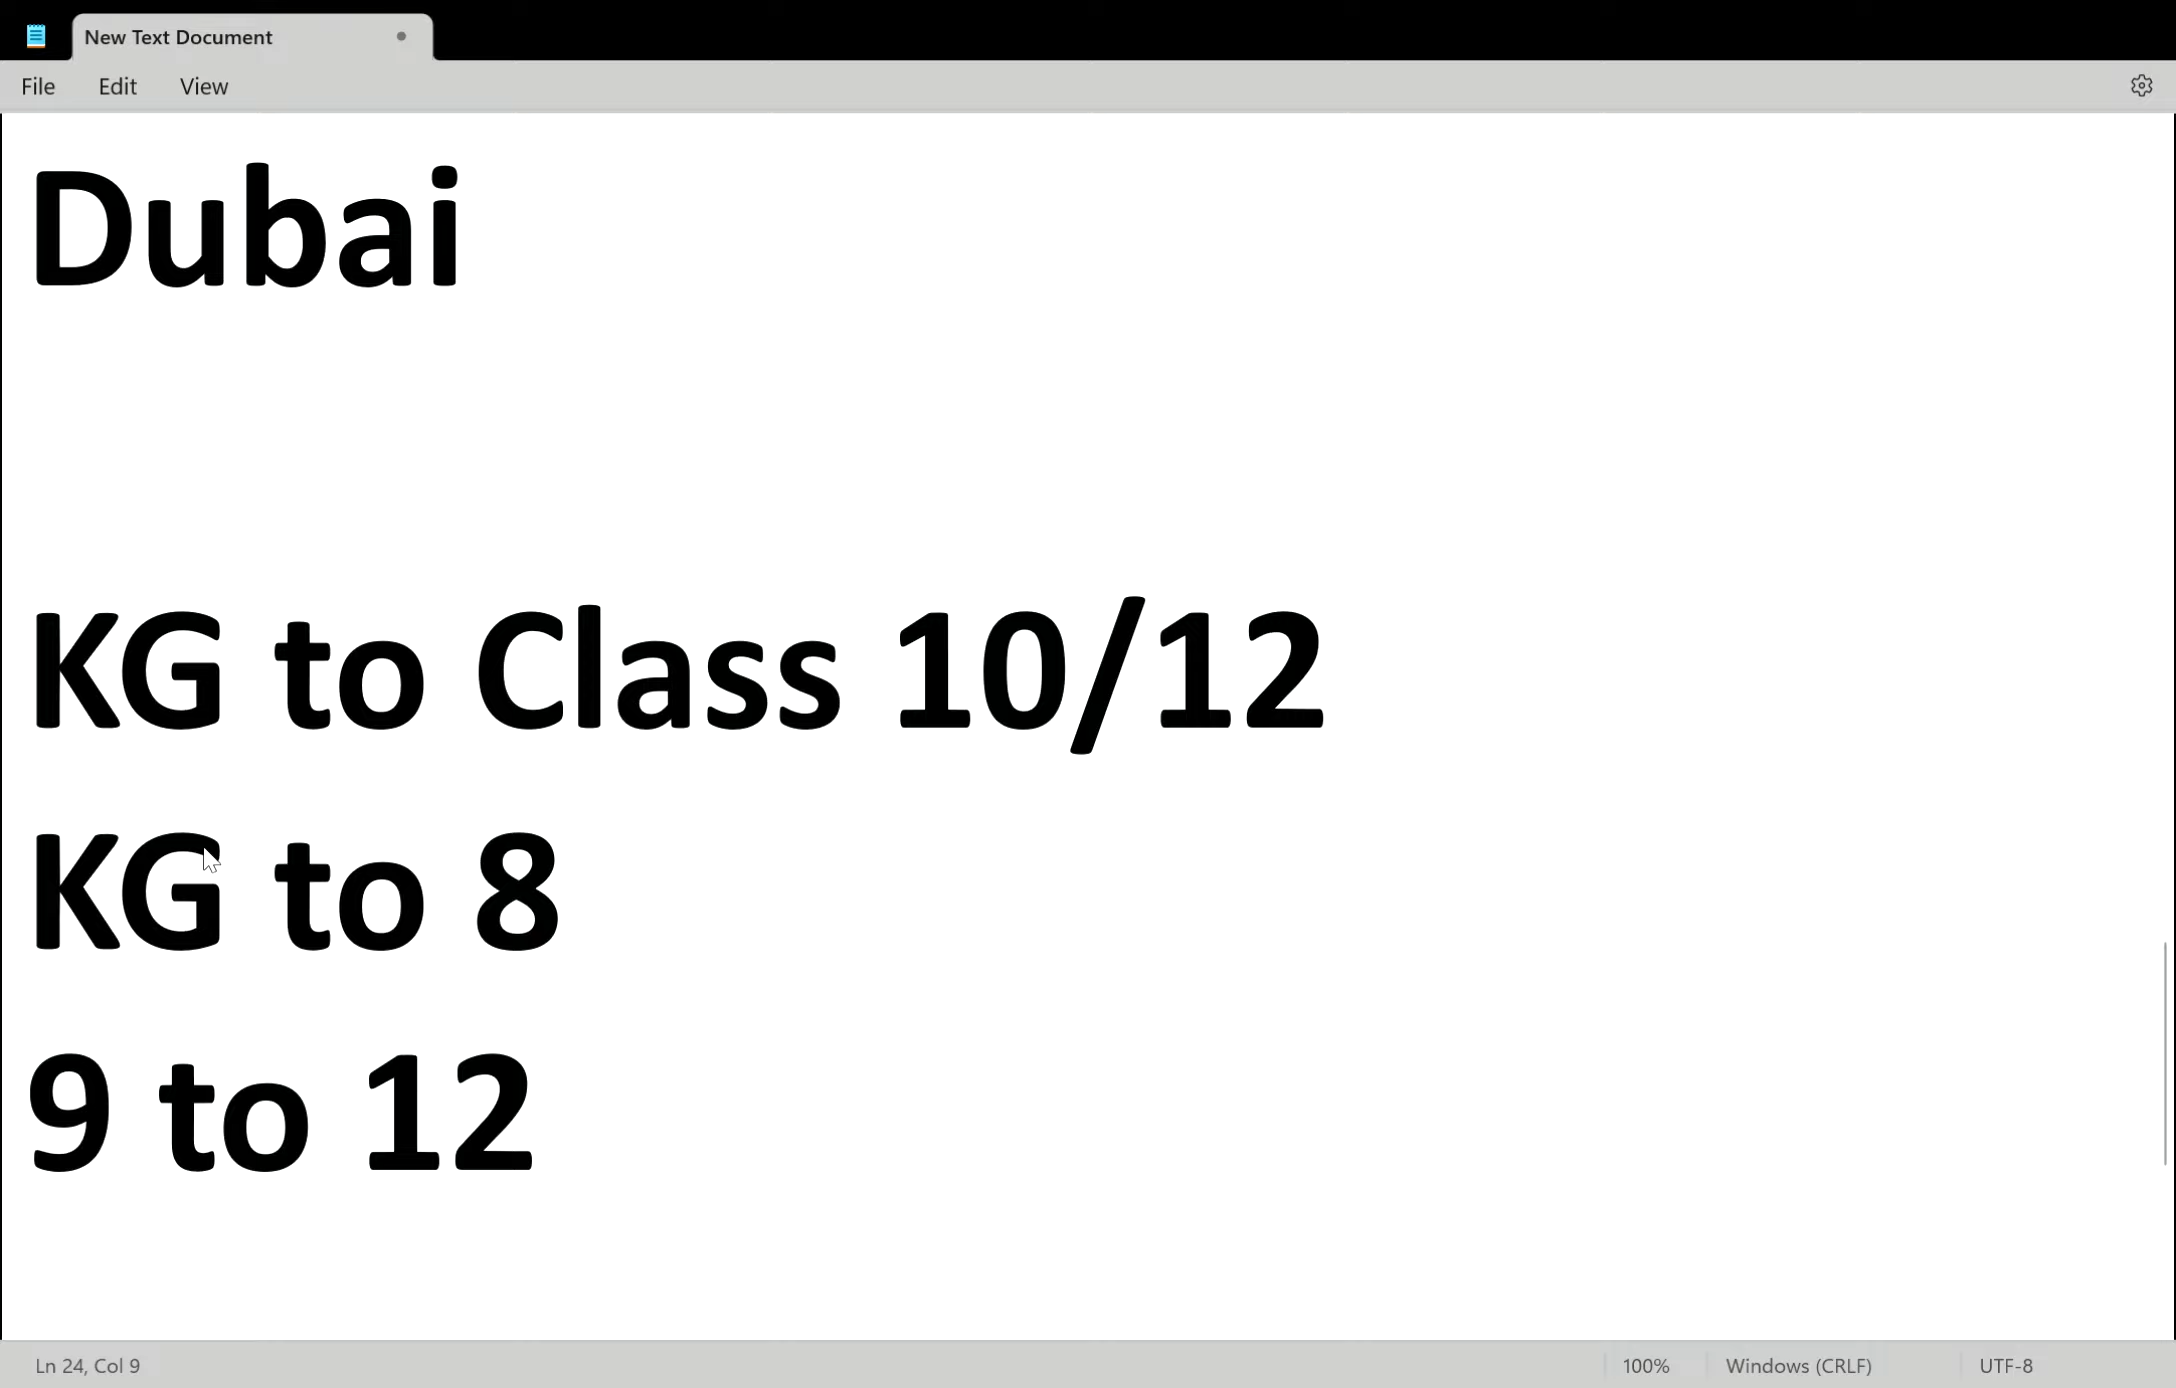 New Text Document
File Edit View
Dubai
KG to Class 10/12
KG to 8
9 to 12
Ln 24, Col 9 100% Windows (CRLF) UTF-8